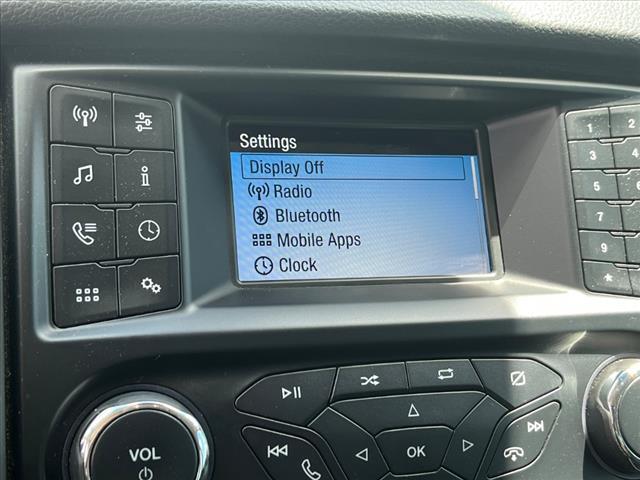 Settings
Display Off
Radio
Bluetooth
Mobile Apps
Clock
1 2
3 4
5 6
7 8
9 0
*
VOL
OK